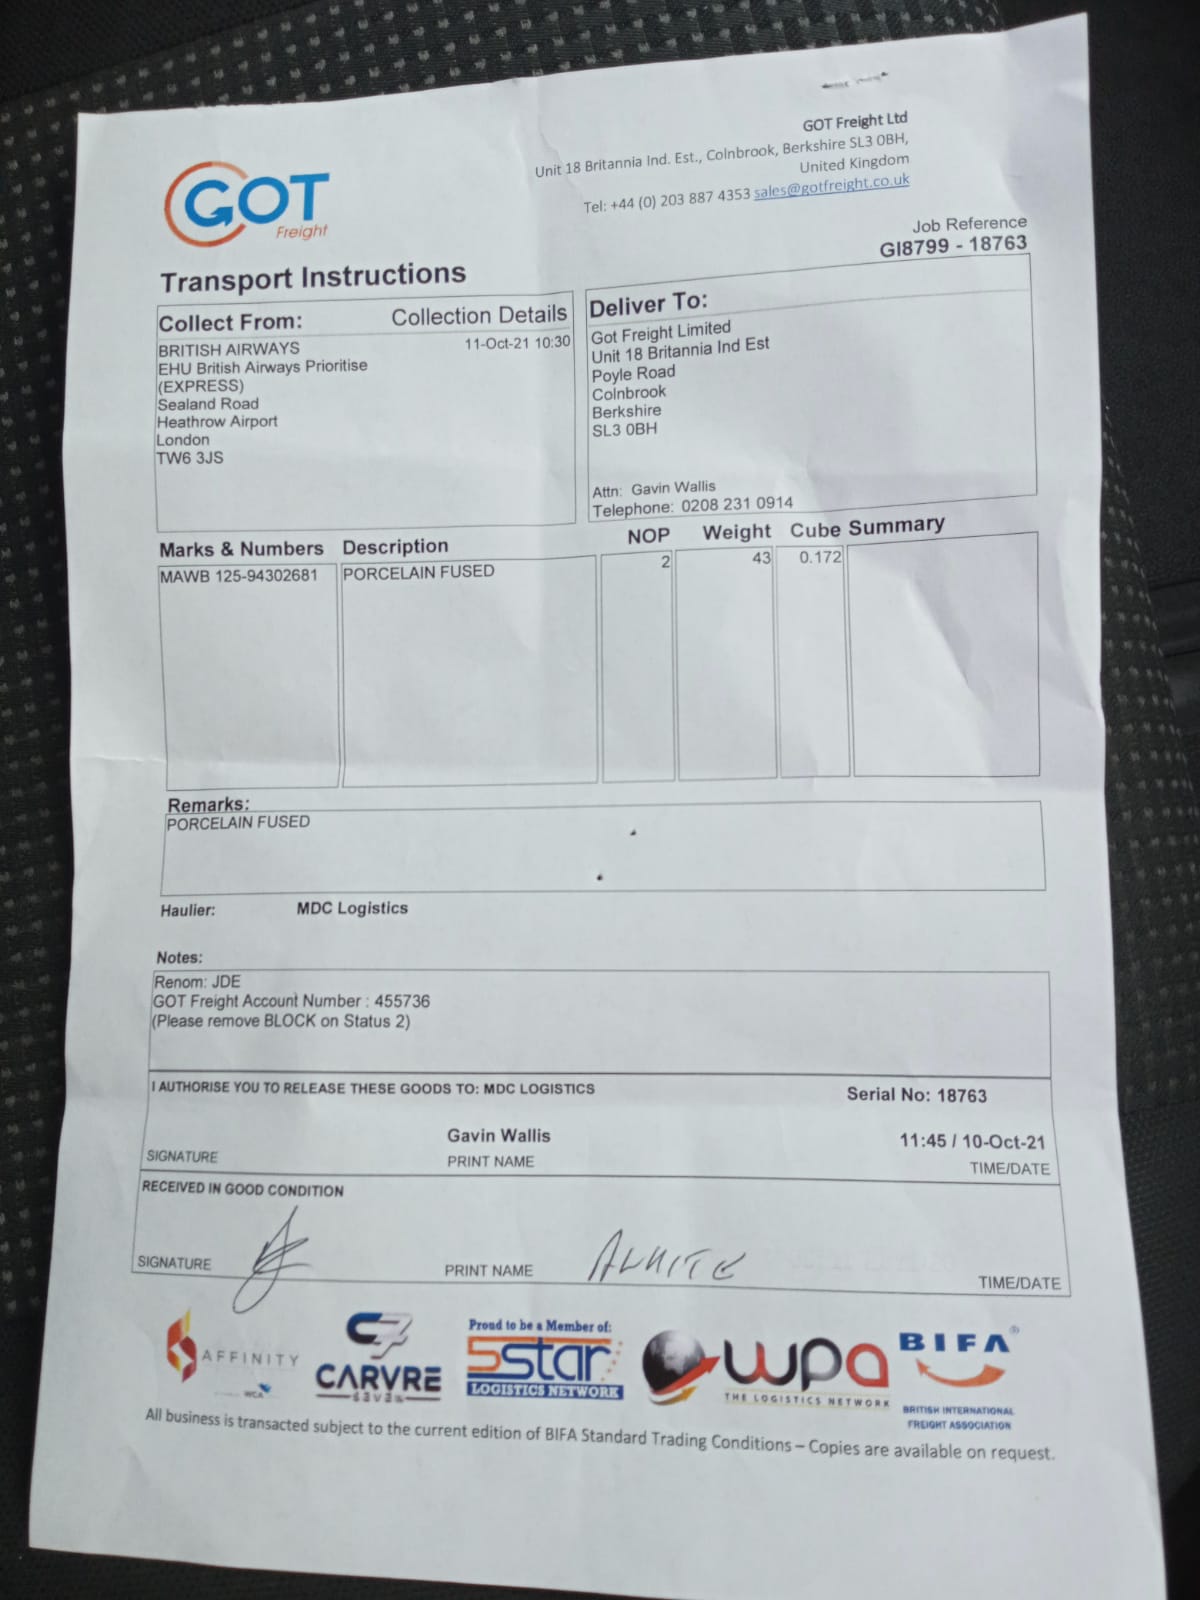 GOT
Freight
GOT Freight Ltd
Unit 18 Britannia Ind. Est., Colnbrook, Berkshire SL3 0BH,
United Kingdom
Tel: +44 (0) 203 887 4353 sales@gotfreight.co.uk
Job Reference
GI8799 - 18763
Transport Instructions
Collect From: Collection Details
BRITISH AIRWAYS 11-Oct-21 10:30
EHU British Airways Prioritise
(EXPRESS)
Sealand Road
Heathrow Airport
London
TW6 3JS
Deliver To:
Got Freight Limited
Unit 18 Britannia Ind Est
Poyle Road
Colnbrook
Berkshire
SL3 0BH
Attn: Gavin Wallis
Telephone: 0208 231 0914
Marks & Numbers Description NOP Weight Cube Summary
MAWB 125-94302681 PORCELAIN FUSED 2 43 0.172
Remarks:
PORCELAIN FUSED
Haulier: MDC Logistics
Notes:
Renom: JDE
GOT Freight Account Number : 455736
(Please remove BLOCK on Status 2)
I AUTHORISE YOU TO RELEASE THESE GOODS TO: MDC LOGISTICS Serial No: 18763
Gavin Wallis 11:45 / 10-Oct-21
SIGNATURE PRINT NAME TIME/DATE
RECEIVED IN GOOD CONDITION
SIGNATURE PRINT NAME TIME/DATE
AFFINITY
WCA
C7
CARVRE
Proud to be a Member of:
5star
LOGISTICS NETWORK
wpa
THE LOGISTICS NETWORK
BIFA®
BRITISH INTERNATIONAL
FREIGHT ASSOCIATION
All business is transacted subject to the current edition of BIFA Standard Trading Conditions – Copies are available on request.